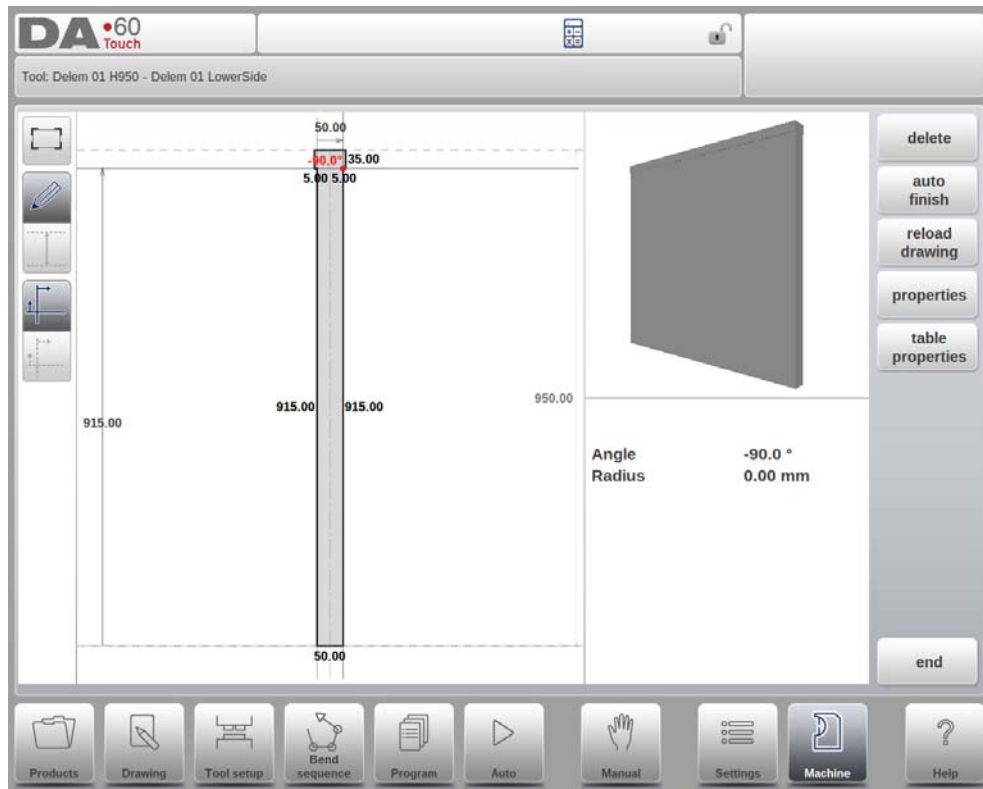 DA•60
Touch
Tool: Delem 01 H950 - Delem 01 LowerSide
50.00
-90.0° 35.00
5.00 5.00
915.00 915.00
915.00
950.00
50.00
Angle -90.0 °
Radius 0.00 mm
delete
auto
finish
reload
drawing
properties
table
properties
end
Products
Drawing
Tool setup
Bend
sequence
Program
Auto
Manual
Settings
Machine
?
Help